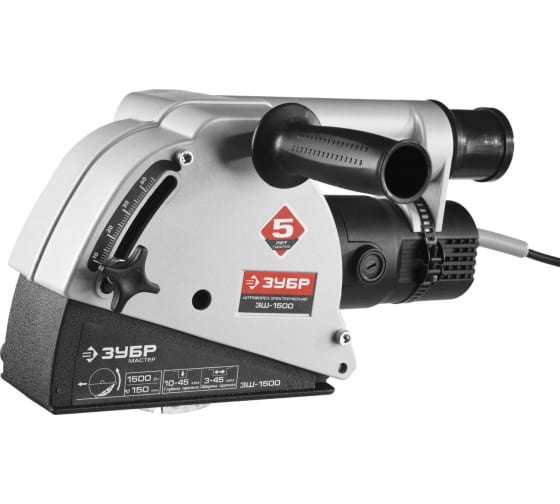 40
30
20
10
5
ЛЕТ
ЗУБР
ШТРОБОРЕЗ ЭЛЕКТРИЧЕСКИЙ
ЗШ-1500
ЗУБР
МАСТЕР
1500 Вт
150 мм
10-45 мм
Глубина пропила
3-45 мм
Ширина пропила
ЗШ-1500